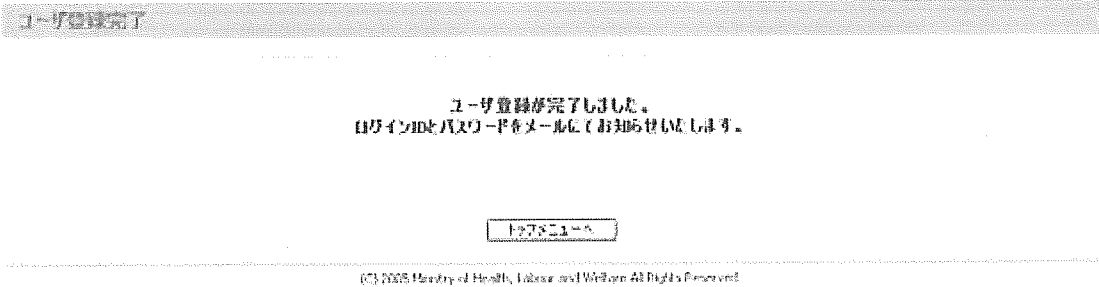 ユーザ登録完了
ユーザ登録が完了しました。
ログインIDとパスワードをメールにてお知らせいたします。
トップメニューへ
(C) 2005 Ministry of Health, Labour and Welfare All Rights Reserved